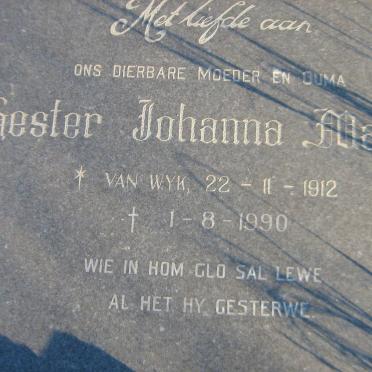 Met liefde aan
ONS DIERBARE MOEDER EN OUMA
Hester Johanna
* VAN WYK, 22 - 11 - 1912
† 1 - 8 - 1990
WIE IN HOM GLO SAL LEWE
AL HET HY GESTERWE.